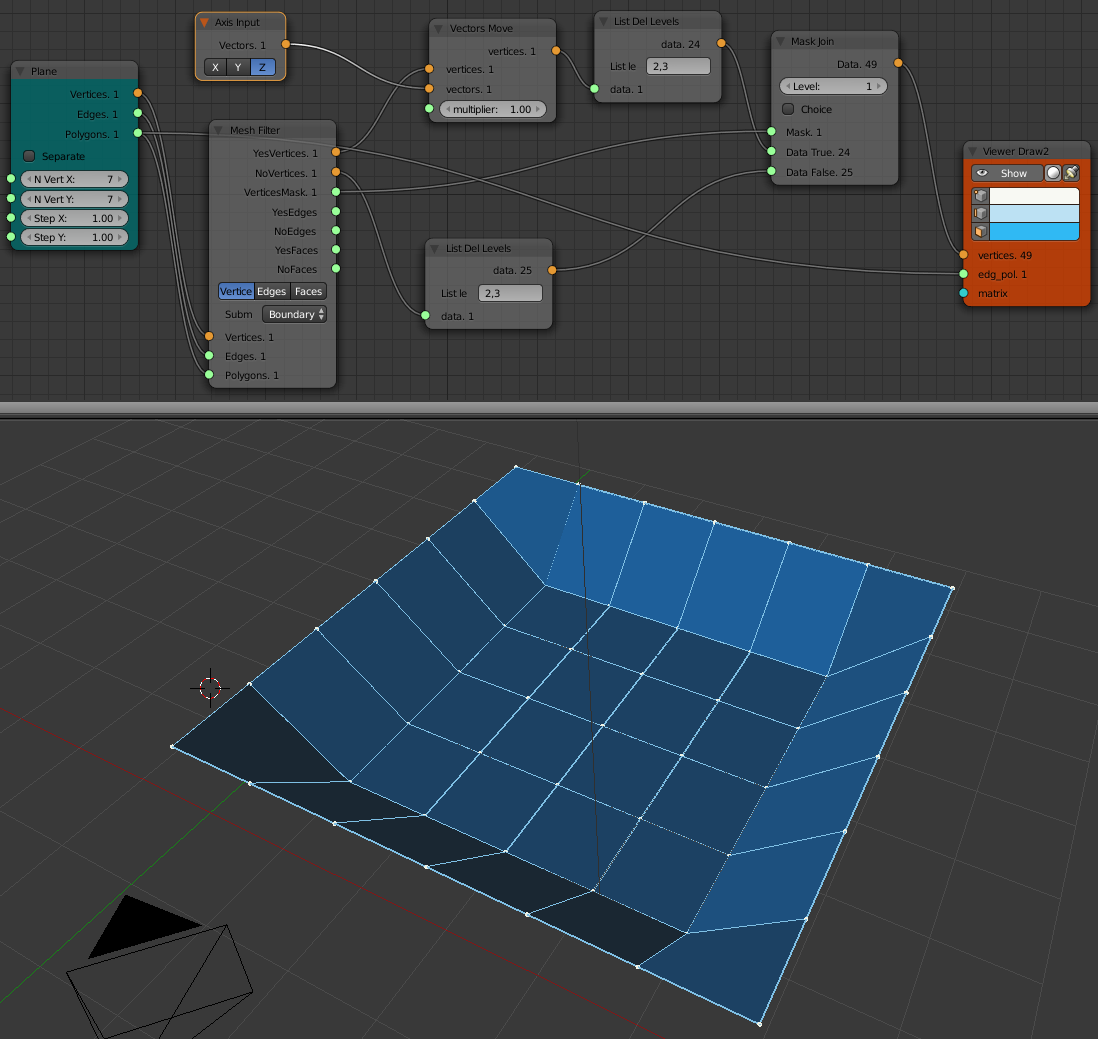 Axis Input
Vectors. 1
X Y Z
Plane
Vertices. 1
Edges. 1
Polygons. 1
Separate
N Vert X: 7
N Vert Y: 7
Step X: 1.00
Step Y: 1.00
Mesh Filter
YesVertices. 1
NoVertices. 1
VerticesMask. 1
YesEdges
NoEdges
YesFaces
NoFaces
Vertice Edges Faces
Subm Boundary
Vertices. 1
Edges. 1
Polygons. 1
Vectors Move
vertices. 1
vertices. 1
vectors. 1
multiplier: 1.00
List Del Levels
data. 24
List le 2,3
data. 1
List Del Levels
data. 25
List le 2,3
data. 1
Mask Join
Data. 49
Level: 1
Choice
Mask. 1
Data True. 24
Data False. 25
Viewer Draw2
Show
vertices. 49
edg_pol. 1
matrix